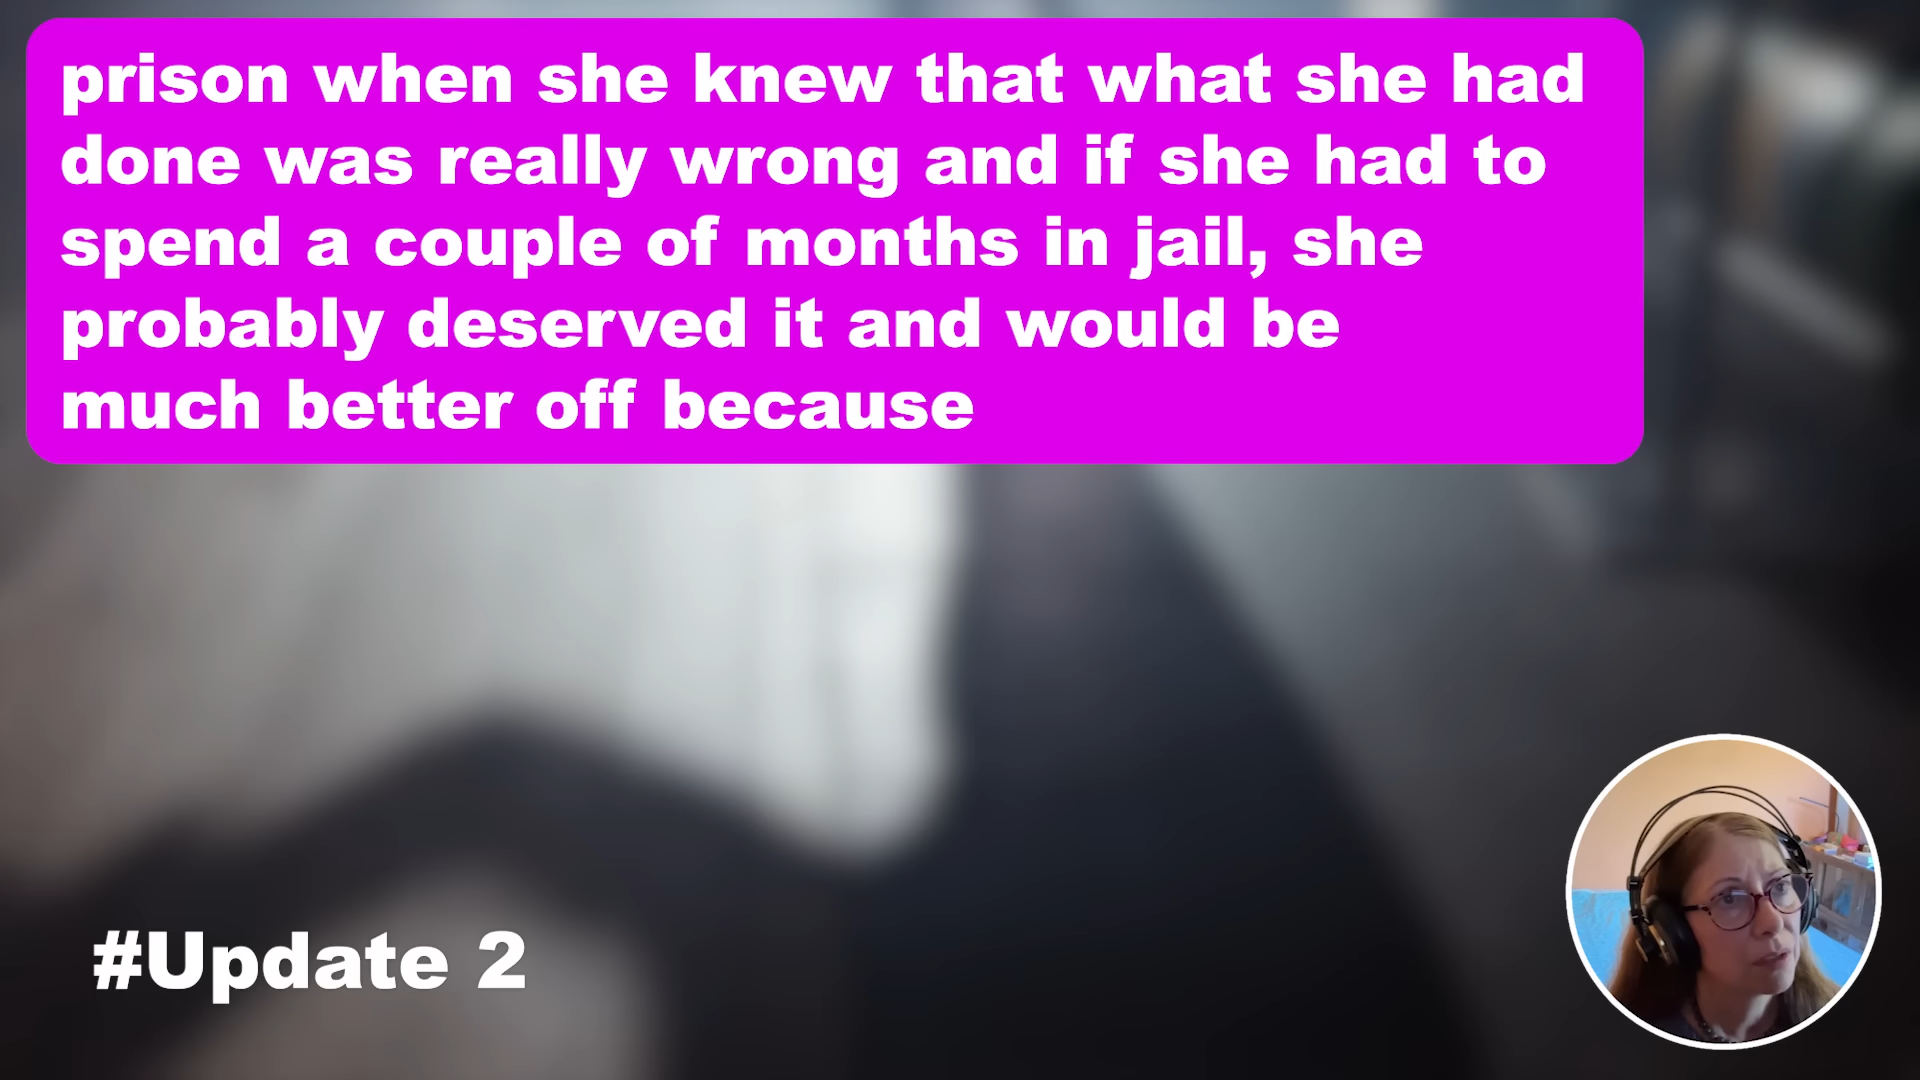 prison when she knew that what she had
done was really wrong and if she had to
spend a couple of months in jail, she
probably deserved it and would be
much better off because
#Update 2